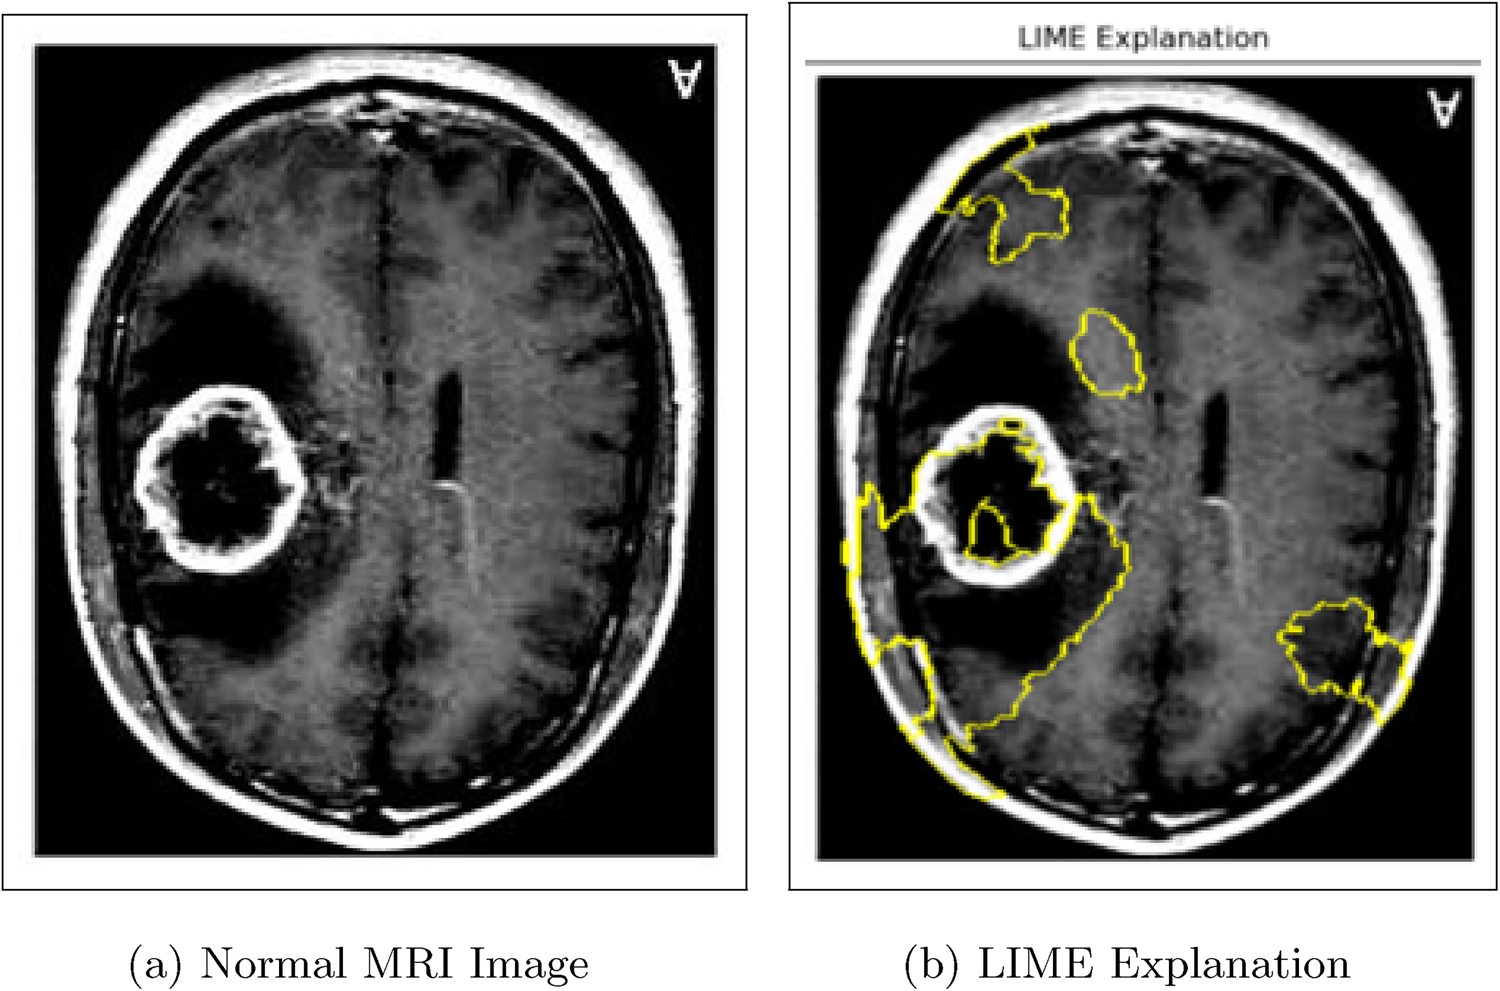 LIME Explanation
A
A
(a) Normal MRI Image
(b) LIME Explanation